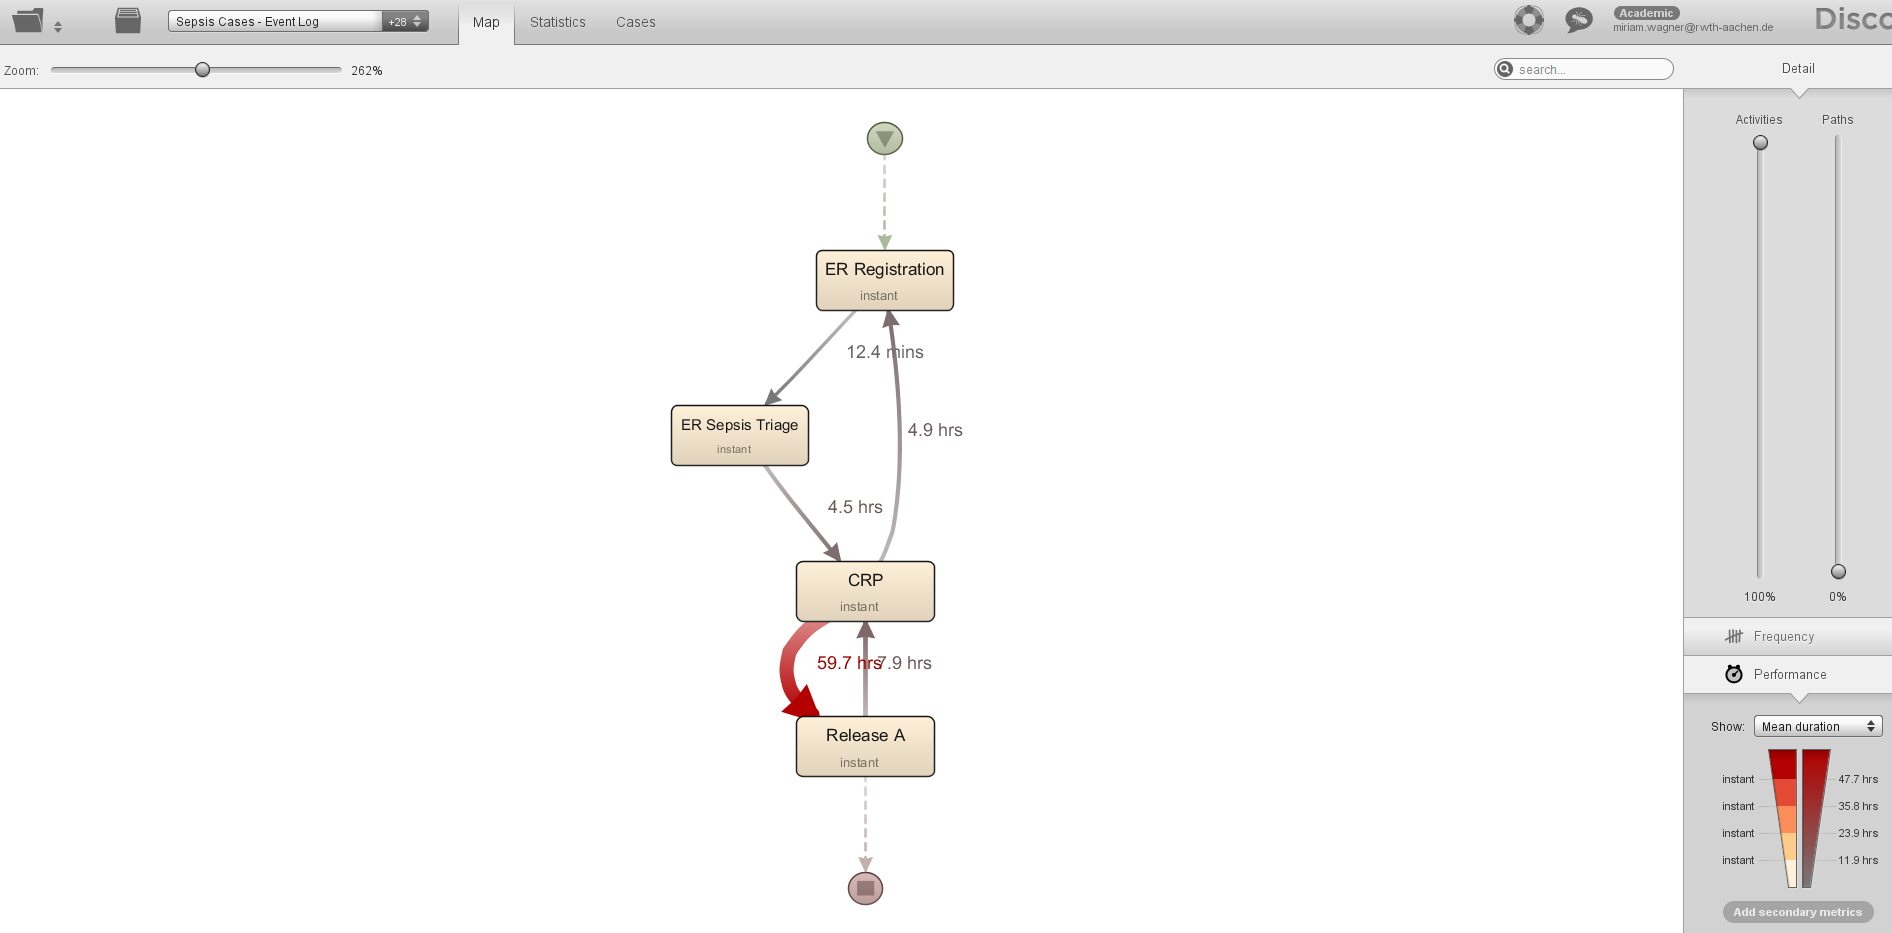 Sepsis Cases - Event Log
+28
Map
Statistics
Cases
Academic
miriam.wagner@rwth-aachen.de
Disco
Zoom:
262%
search...
Detail
Activities
Paths
100%
0%
Frequency
Performance
Show:
Mean duration
instant
47.7 hrs
instant
35.8 hrs
instant
23.9 hrs
instant
11.9 hrs
Add secondary metrics
ER Registration
instant
12.4 mins
ER Sepsis Triage
instant
4.9 hrs
4.5 hrs
CRP
instant
59.7 hrs
7.9 hrs
Release A
instant